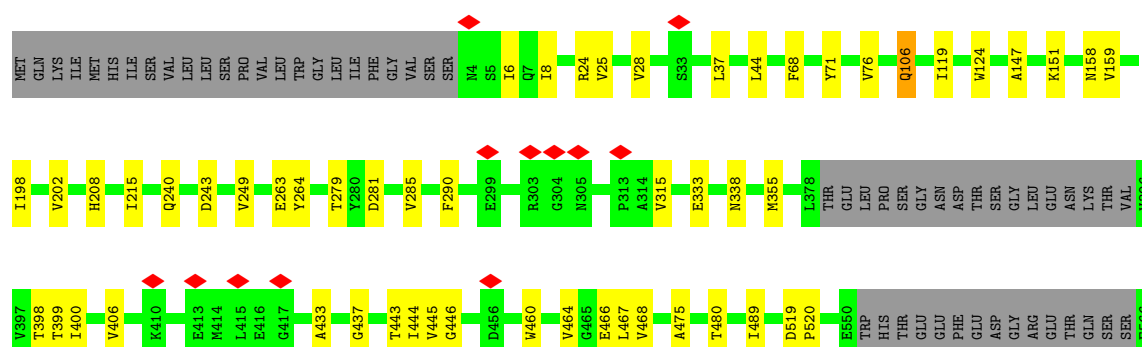 MET GLN LYS ILE MET HIS ILE SER VAL LEU LEU SER PRO VAL LEU TRP GLY LEU ILE PHE GLY VAL SER SER N4 S5 I6 Q7 I8 R24 V25 V28 S33 L37 L44 F68 Y71 V76 Q106 I119 W124 A147 K151 N158 V159
I198 V202 H208 I215 Q240 D243 V249 E263 Y264 T279 Y280 D281 V285 F290 E299 R303 G304 N305 P313 A314 V315 E333 N338 M355 L378 THR GLU LEU PRO SER GLY ASN ASP THR SER GLY LEU GLU ASN LYS THR VAL
V397 T398 T399 I400 V406 K410 E413 M414 L415 E416 G417 A433 G437 T443 I444 V445 G446 D456 W460 V464 G465 E466 L467 V468 A475 T480 I489 D519 P520 E550 TRP HIS THR GLU GLU PHE GLU ASP GLY ARG GLU THR GLN SER SER